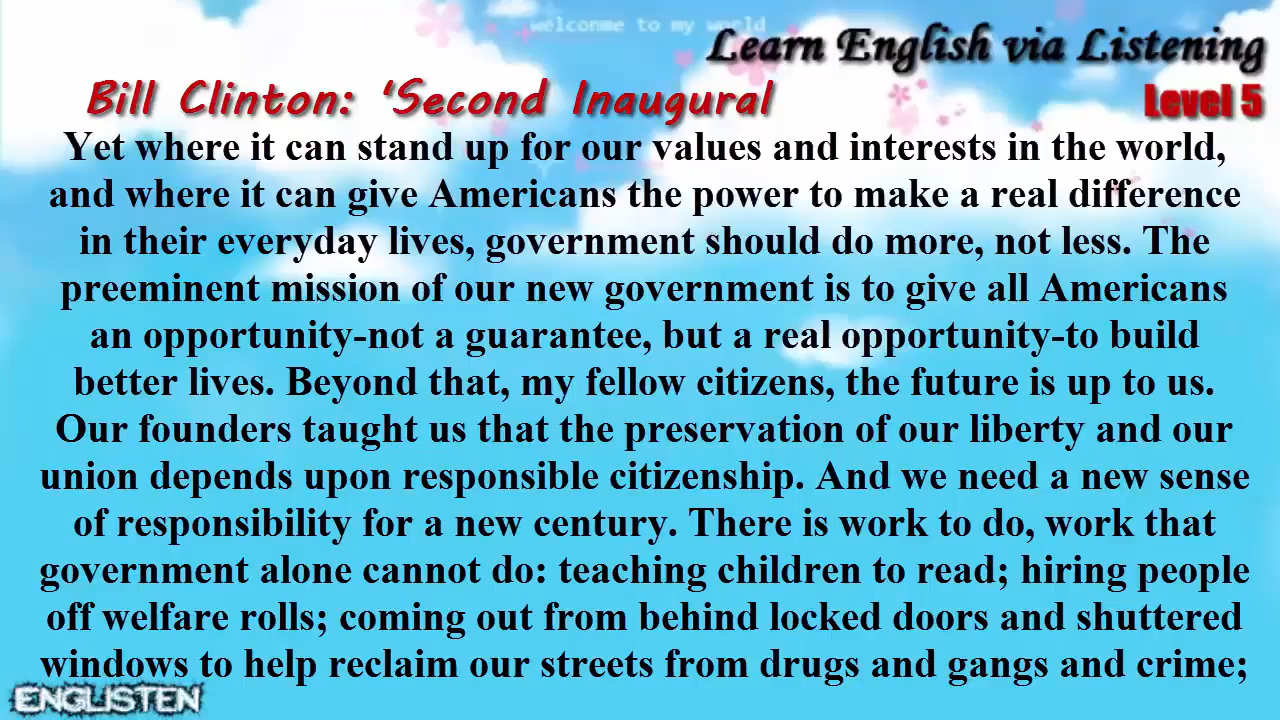 welconme to my world
Learn English via Listening
Bill Clinton: 'Second Inaugural
Level 5
Yet where it can stand up for our values and interests in the world,
and where it can give Americans the power to make a real difference
in their everyday lives, government should do more, not less. The
preeminent mission of our new government is to give all Americans
an opportunity-not a guarantee, but a real opportunity-to build
better lives. Beyond that, my fellow citizens, the future is up to us.
Our founders taught us that the preservation of our liberty and our
union depends upon responsible citizenship. And we need a new sense
of responsibility for a new century. There is work to do, work that
government alone cannot do: teaching children to read; hiring people
off welfare rolls; coming out from behind locked doors and shuttered
windows to help reclaim our streets from drugs and gangs and crime;
ENGLISTEN